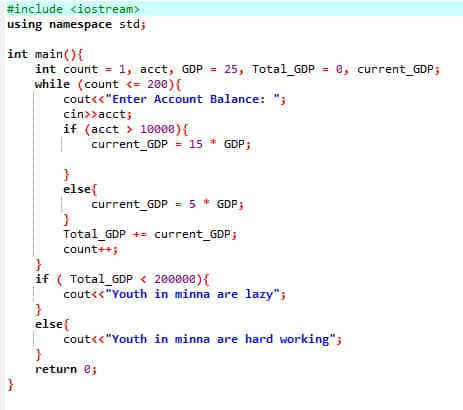 #include <iostream>
using namespace std;
int main(){
int count = 1, acct, GDP = 25, Total_GDP = 0, current_GDP;
while (count <= 200){
cout<<"Enter Account Balance: ";
cin>>acct;
if (acct > 10000){
current_GDP = 15 * GDP;
}
else{
current_GDP = 5 * GDP;
}
Total_GDP += current_GDP;
count++;
}
if ( Total_GDP < 200000){
cout<<"Youth in minna are lazy";
}
else{
cout<<"Youth in minna are hard working";
}
return 0;
}